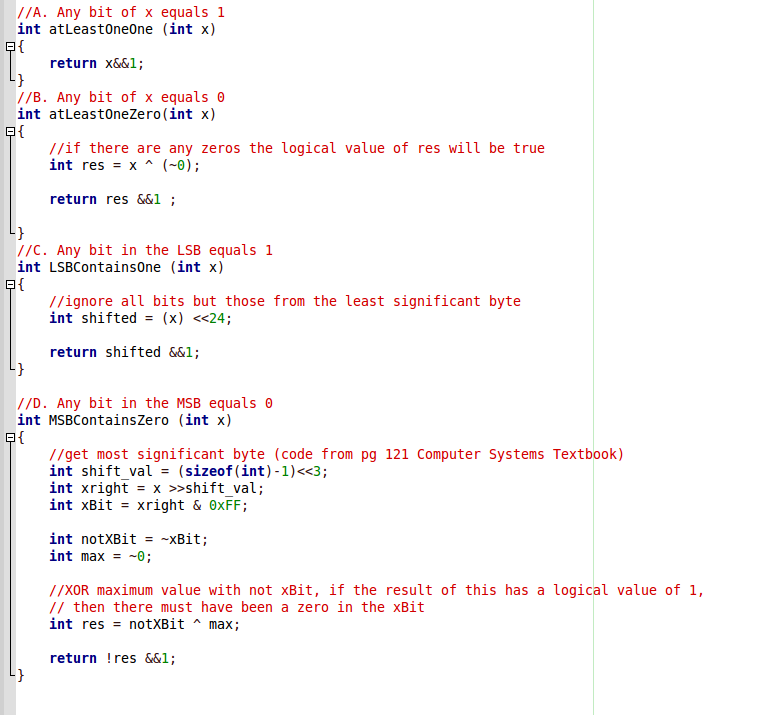 //A. Any bit of x equals 1
int atLeastOneOne (int x)
{
    return x&&1;
}
//B. Any bit of x equals 0
int atLeastOneZero(int x)
{
    //if there are any zeros the logical value of res will be true
    int res = x ^ (~0);

    return res &&1 ;

}
//C. Any bit in the LSB equals 1
int LSBContainsOne (int x)
{
    //ignore all bits but those from the least significant byte
    int shifted = (x) <<24;

    return shifted &&1;
}

//D. Any bit in the MSB equals 0
int MSBContainsZero (int x)
{
    //get most significant byte (code from pg 121 Computer Systems Textbook)
    int shift_val = (sizeof(int)-1)<<3;
    int xright = x >>shift_val;
    int xBit = xright & 0xFF;

    int notXBit = ~xBit;
    int max = ~0;

    //XOR maximum value with not xBit, if the result of this has a logical value of 1,
    // then there must have been a zero in the xBit
    int res = notXBit ^ max;

    return !res &&1;
}